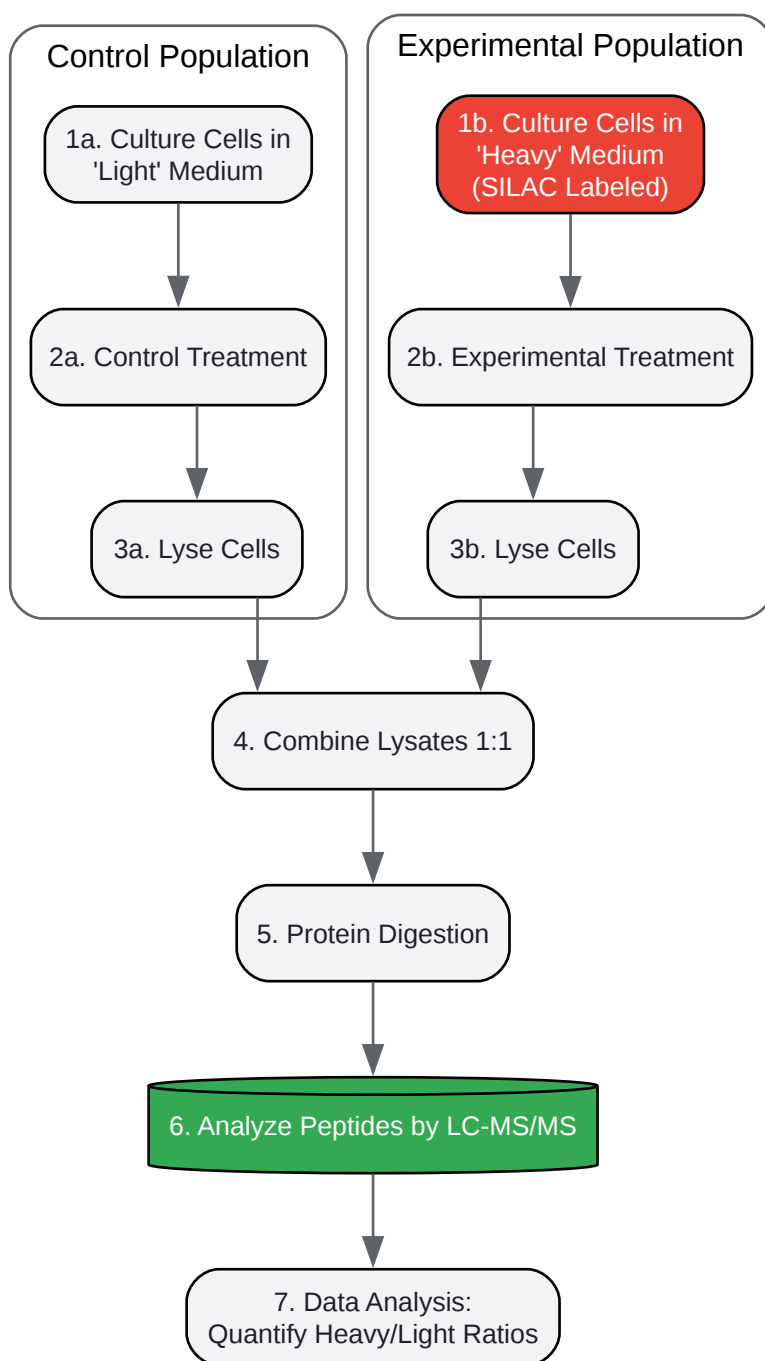 Control Population
Experimental Population
1a. Culture Cells in
'Light' Medium
1b. Culture Cells in
'Heavy' Medium
(SILAC Labeled)
2a. Control Treatment
2b. Experimental Treatment
3a. Lyse Cells
3b. Lyse Cells
4. Combine Lysates 1:1
5. Protein Digestion
6. Analyze Peptides by LC-MS/MS
7. Data Analysis:
Quantify Heavy/Light Ratios